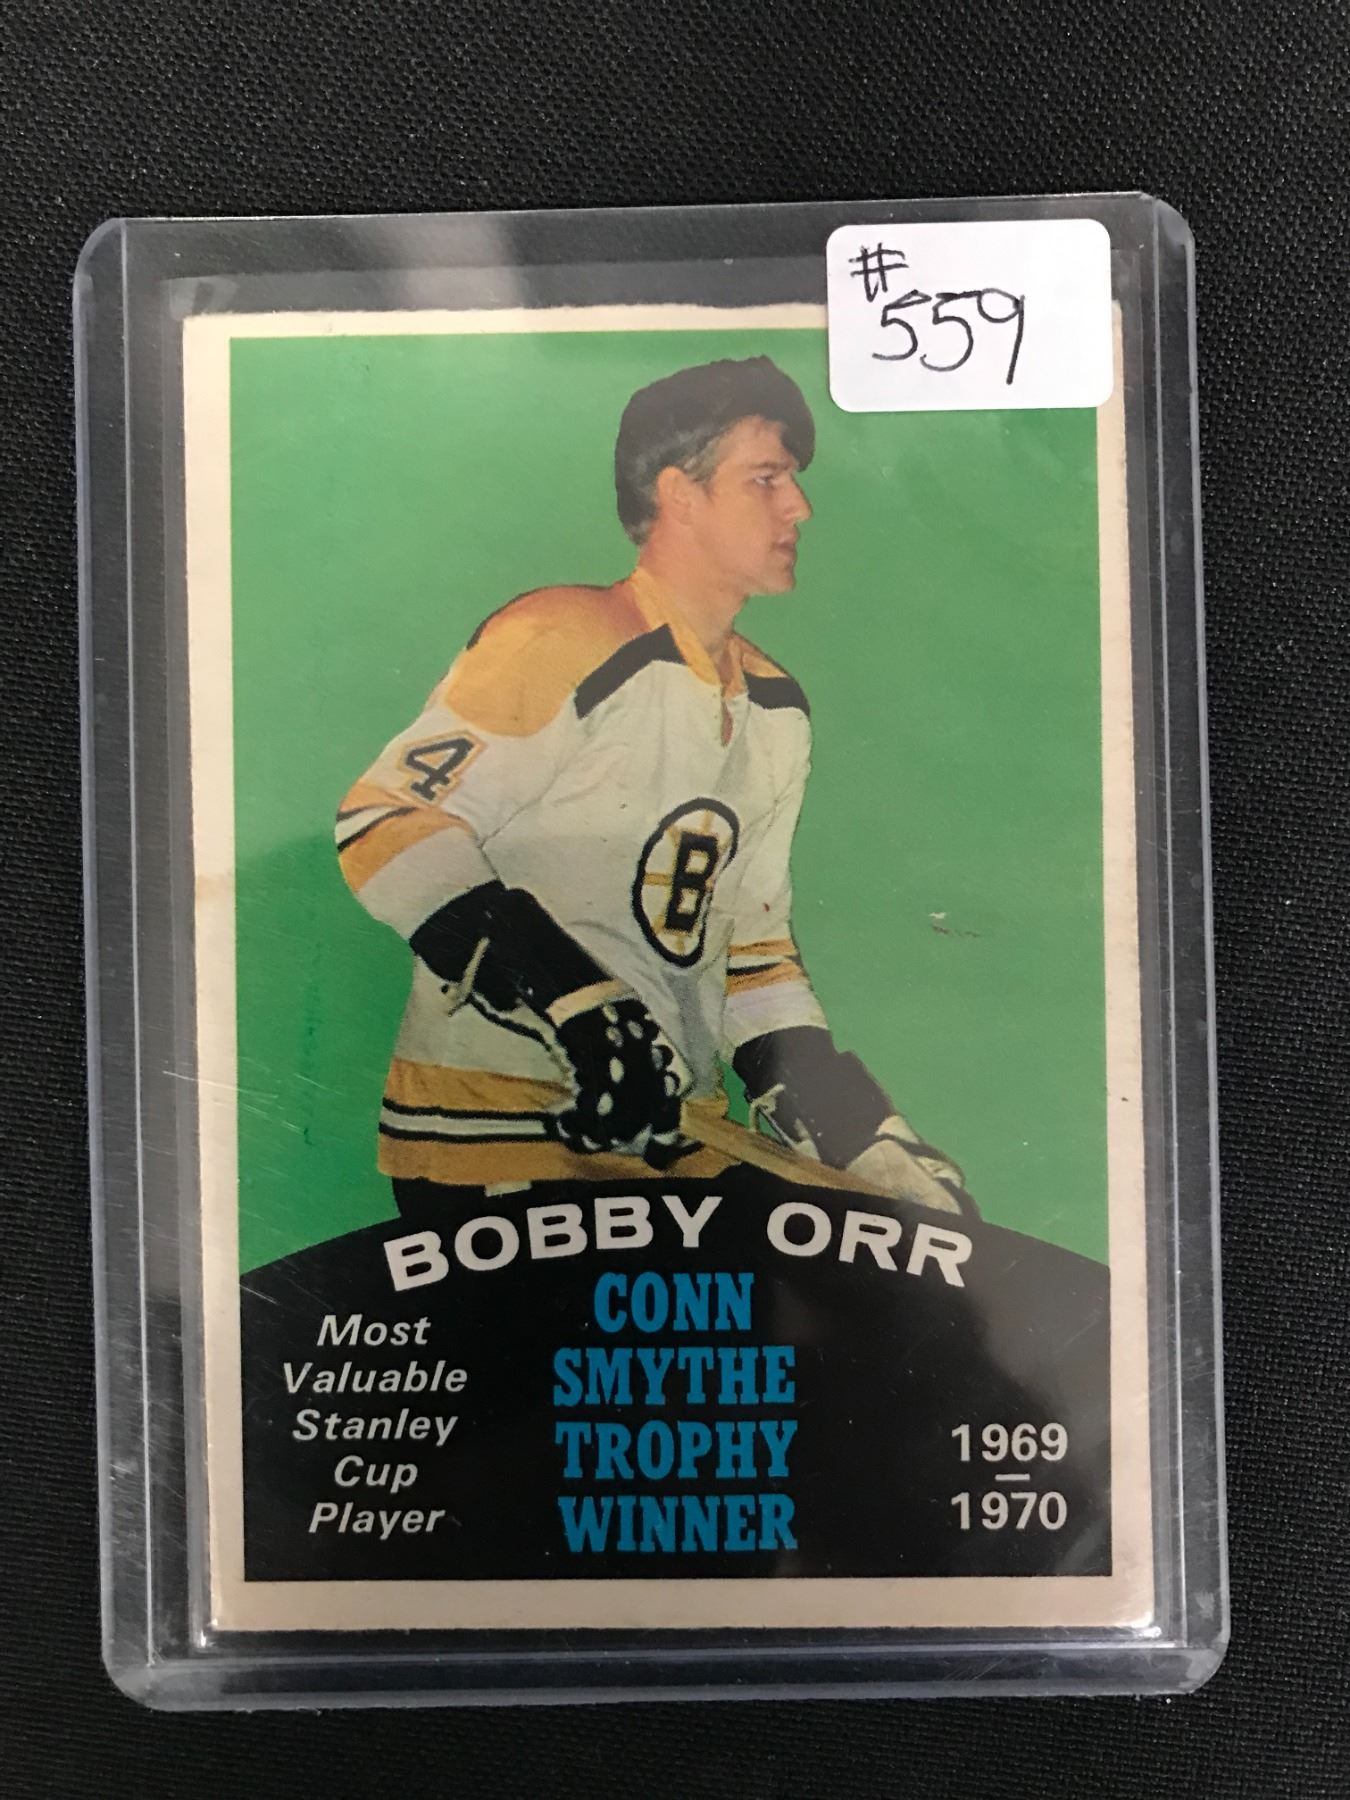 #
559
4
B
BOBBY ORR
CONN
SMYTHE
TROPHY
WINNER
Most
Valuable
Stanley
Cup
Player
1969
—
1970